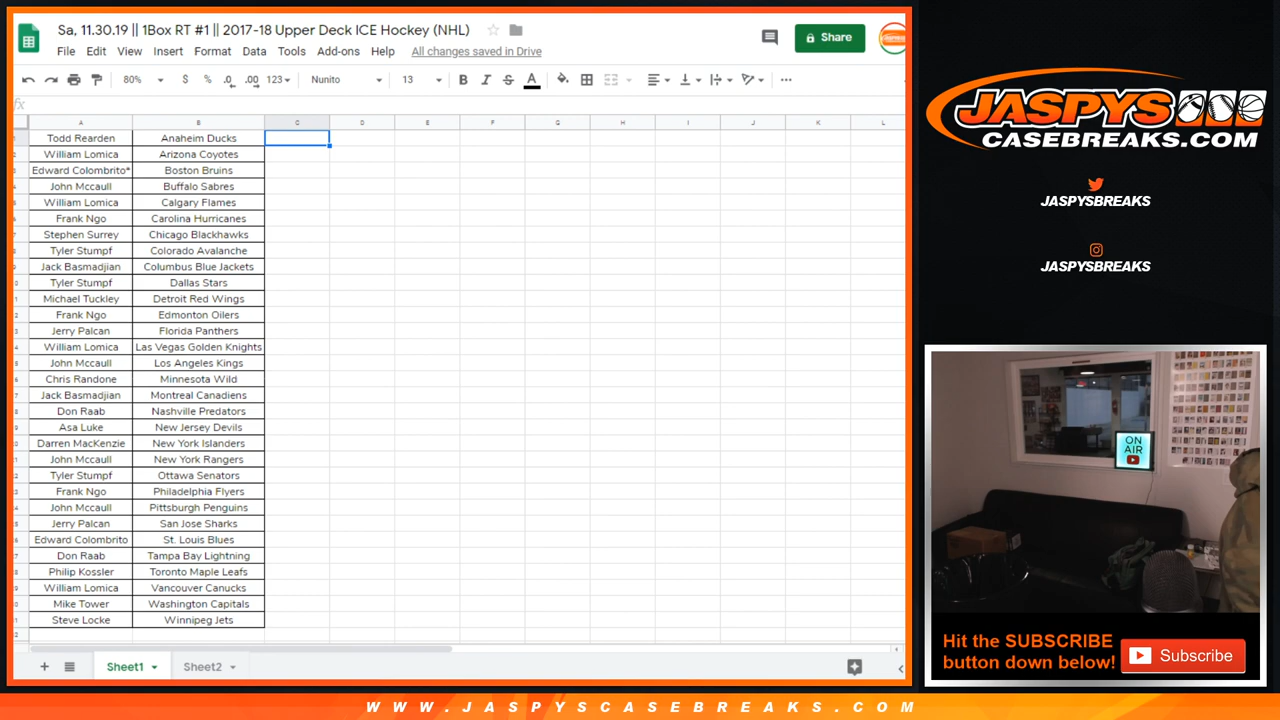 Sa, 11.30.19 || 1Box RT #1 || 2017-18 Upper Deck ICE Hockey (NHL)
File Edit View Insert Format Data Tools Add-ons Help All changes saved in Drive
Share
80% $ % .0 .00 123 Nunito 13 B I S A
fx
A B C D E F G H I J K L
Todd Rearden Anaheim Ducks
William Lomica Arizona Coyotes
Edward Colombrito* Boston Bruins
John Mccaull Buffalo Sabres
William Lomica Calgary Flames
Frank Ngo Carolina Hurricanes
Stephen Surrey Chicago Blackhawks
Tyler Stumpf Colorado Avalanche
Jack Basmadjian Columbus Blue Jackets
Tyler Stumpf Dallas Stars
Michael Tuckley Detroit Red Wings
Frank Ngo Edmonton Oilers
Jerry Palcan Florida Panthers
William Lomica Las Vegas Golden Knights
John Mccaull Los Angeles Kings
Chris Randone Minnesota Wild
Jack Basmadjian Montreal Canadiens
Don Raab Nashville Predators
Asa Luke New Jersey Devils
Darren MacKenzie New York Islanders
John Mccaull New York Rangers
Tyler Stumpf Ottawa Senators
Frank Ngo Philadelphia Flyers
John Mccaull Pittsburgh Penguins
Jerry Palcan San Jose Sharks
Edward Colombrito St. Louis Blues
Don Raab Tampa Bay Lightning
Philip Kossler Toronto Maple Leafs
William Lomica Vancouver Canucks
Mike Tower Washington Capitals
Steve Locke Winnipeg Jets
Sheet1 Sheet2
JASPYS
CASEBREAKS.COM
JASPYSBREAKS
JASPYSBREAKS
ON
AIR
Hit the SUBSCRIBE
button down below!
Subscribe
WWW.JASPYSCASEBREAKS.COM